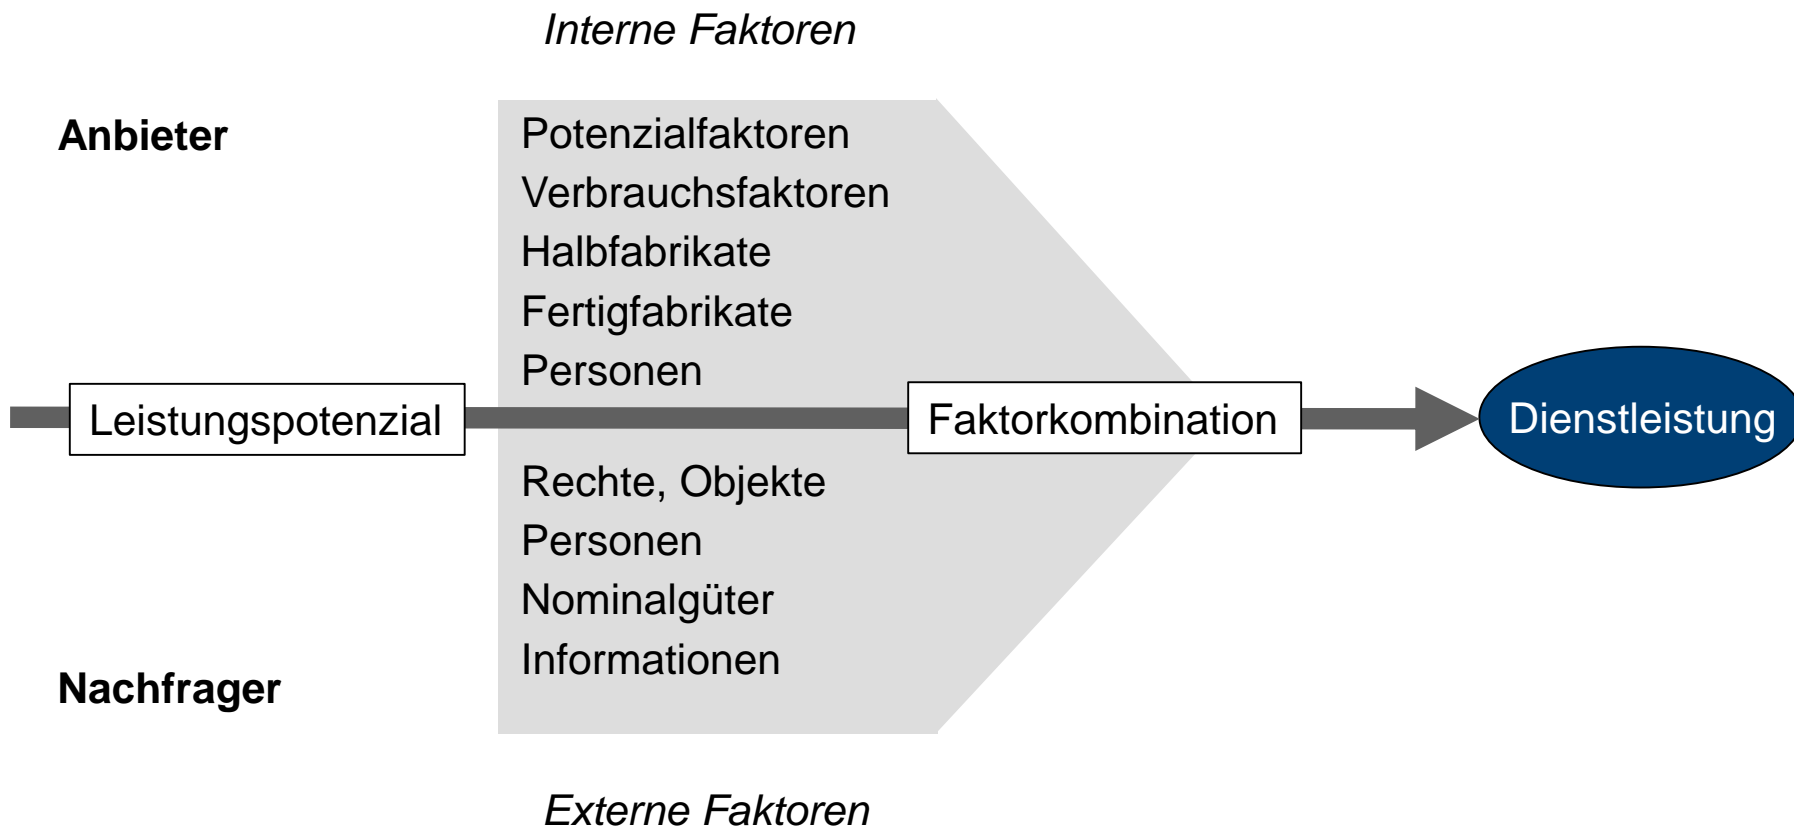 Interne Faktoren
Anbieter
Potenzialfaktoren
Verbrauchsfaktoren
Halbfabrikate
Fertigfabrikate
Personen
Leistungspotenzial
Faktorkombination
Dienstleistung
Rechte, Objekte
Personen
Nominalgüter
Informationen
Nachfrager
Externe Faktoren